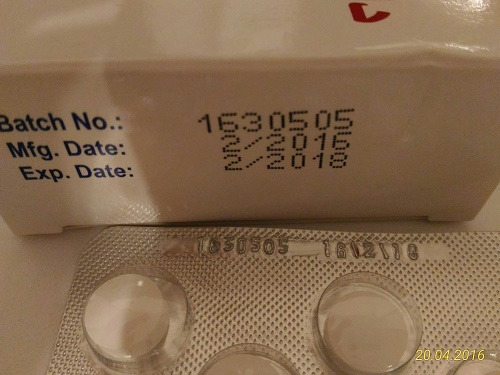 Batch No.: 1630505
Mfg. Date: 2/2016
Exp. Date: 2/2018
1630505
20.04.2016